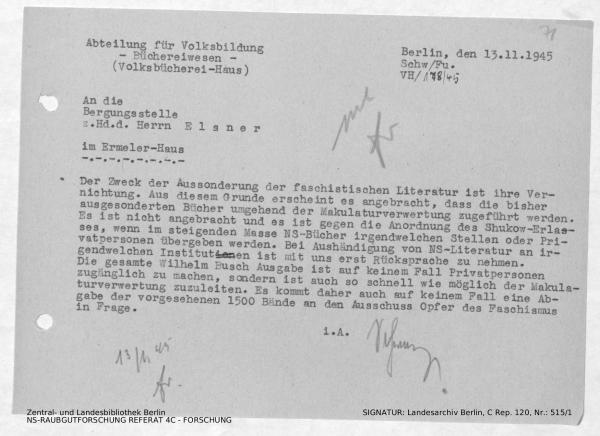 71
Abteilung für Volksbildung
- Büchereiwesen -
(Volksbücherei-Haus)
Berlin, den 13.11.1945
Schw/Fu.
VH/178/45
An die
Bergungsstelle
z.Hd.d. Herrn E l s n e r
im Ermeler-Haus
-.-.-.-.-.-.-.-
Der Zweck der Aussonderung der faschistischen Literatur ist ihre Ver-
nichtung. Aus diesem Grunde erscheint es angebracht, dass die bisher
ausgesonderten Bücher umgehend der Makulaturverwertung zugeführt werden.
Es ist nicht angebracht und es ist gegen die Anordnung des Shukow-Erlas-
ses, wenn im steigenden Masse NS-Bücher irgendwelchen Stellen oder Pri-
vatpersonen übergeben werden. Bei Aushändigung von NS-Literatur an ir-
gendwelchen Institutionen ist mit uns erst Rücksprache zu nehmen.
Die gesamte Wilhelm Busch Ausgabe ist auf keinem Fall Privatpersonen
zugänglich zu machen, sondern ist auch so schnell wie möglich der Makula-
turverwertung zuzuleiten. Es kommt daher auch auf keinem Fall eine Ab-
gabe der vorgesehenen 1500 Bände an den Ausschuss Opfer des Faschismus
in Frage.
i.A.
13/11 45
Zentral- und Landesbibliothek Berlin
NS-RAUBGUTFORSCHUNG REFERAT 4C - FORSCHUNG
SIGNATUR: Landesarchiv Berlin, C Rep. 120, Nr.: 515/1